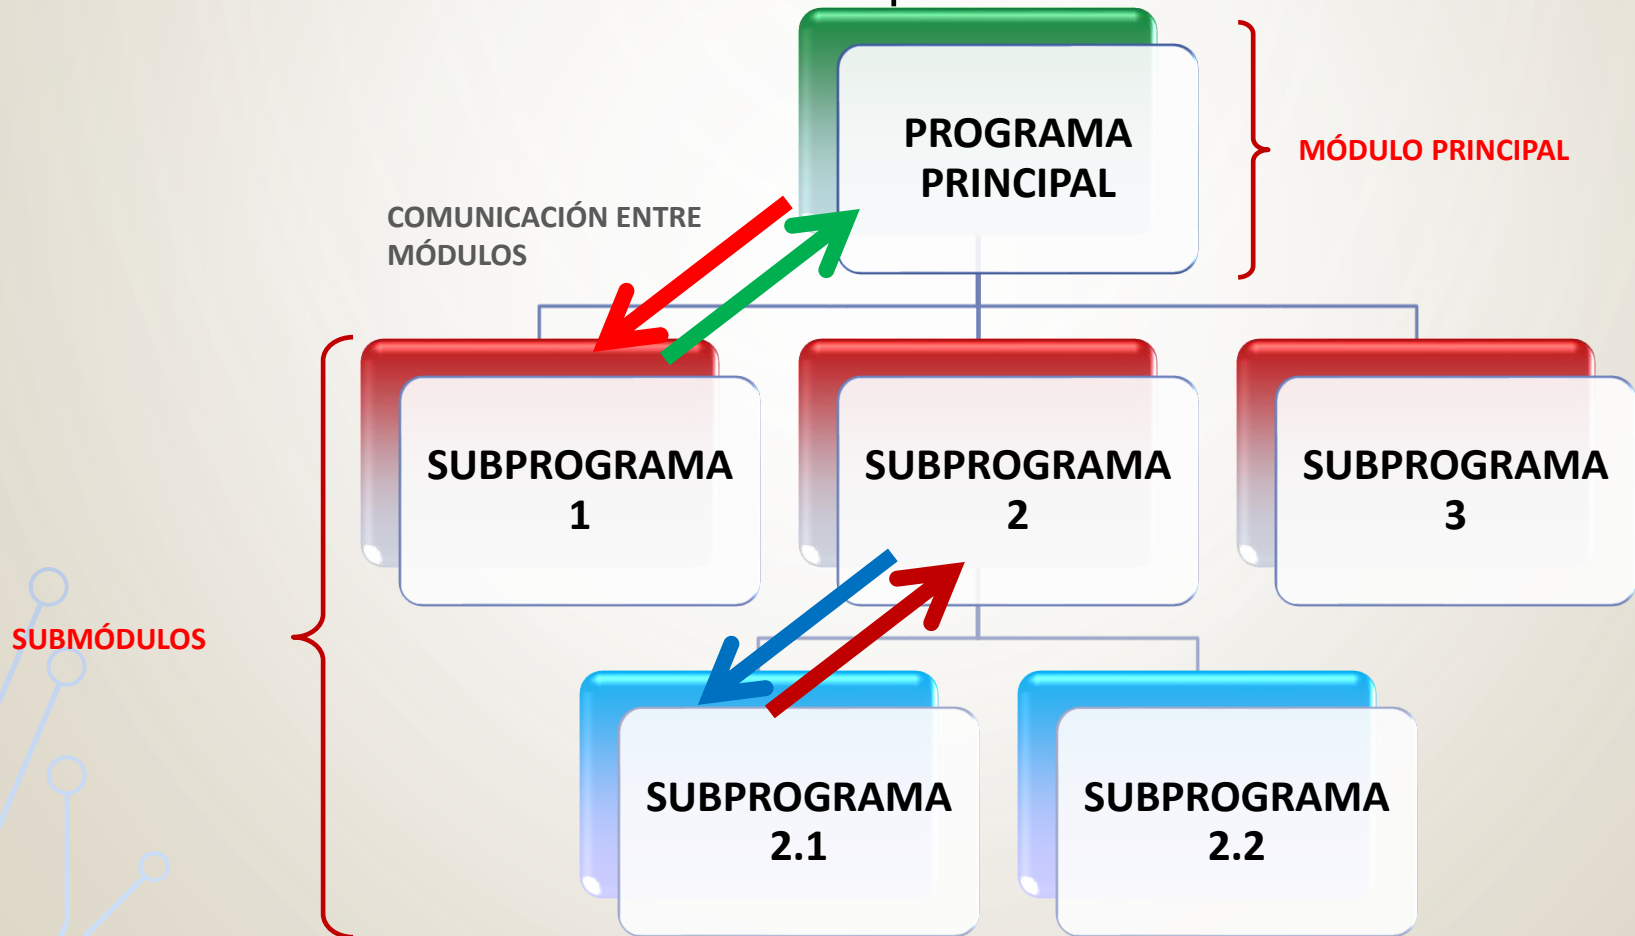 PROGRAMA
PRINCIPAL
MÓDULO PRINCIPAL
COMUNICACIÓN ENTRE
MÓDULOS
SUBPROGRAMA
1
SUBPROGRAMA
2
SUBPROGRAMA
3
SUBMÓDULOS
SUBPROGRAMA
2.1
SUBPROGRAMA
2.2